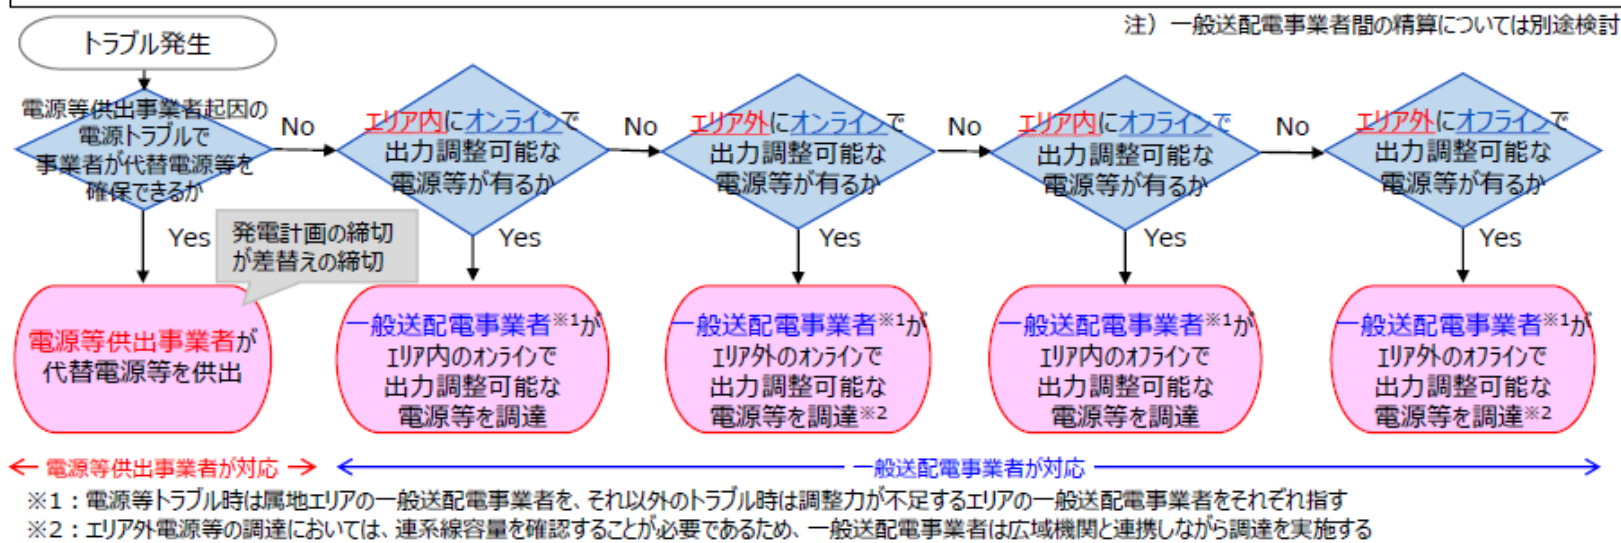 注）一般送配電事業者間の精算については別途検討
トラブル発生
電源等供出事業者起因の
電源トラブルで
事業者が代替電源等を
確保できるか
No
エリア内にオンラインで
出力調整可能な
電源等が有るか
No
エリア外にオンラインで
出力調整可能な
電源等が有るか
No
エリア内にオフラインで
出力調整可能な
電源等が有るか
No
エリア外にオフラインで
出力調整可能な
電源等が有るか
Yes
発電計画の締切
が差替えの締切
Yes
Yes
Yes
Yes
電源等供出事業者が
代替電源等を供出
一般送配電事業者※1が
エリア内のオンラインで
出力調整可能な
電源等を調達
一般送配電事業者※1が
エリア外のオンラインで
出力調整可能な
電源等を調達※2
一般送配電事業者※1が
エリア内のオフラインで
出力調整可能な
電源等を調達
一般送配電事業者※1が
エリア外のオフラインで
出力調整可能な
電源等を調達※2
電源等供出事業者が対応
一般送配電事業者が対応
※1：電源等トラブル時は属地エリアの一般送配電事業者を、それ以外のトラブル時は調整力が不足するエリアの一般送配電事業者をそれぞれ指す
※2：エリア外電源等の調達においては、連系線容量を確認することが必要であるため、一般送配電事業者は広域機関と連携しながら調達を実施する